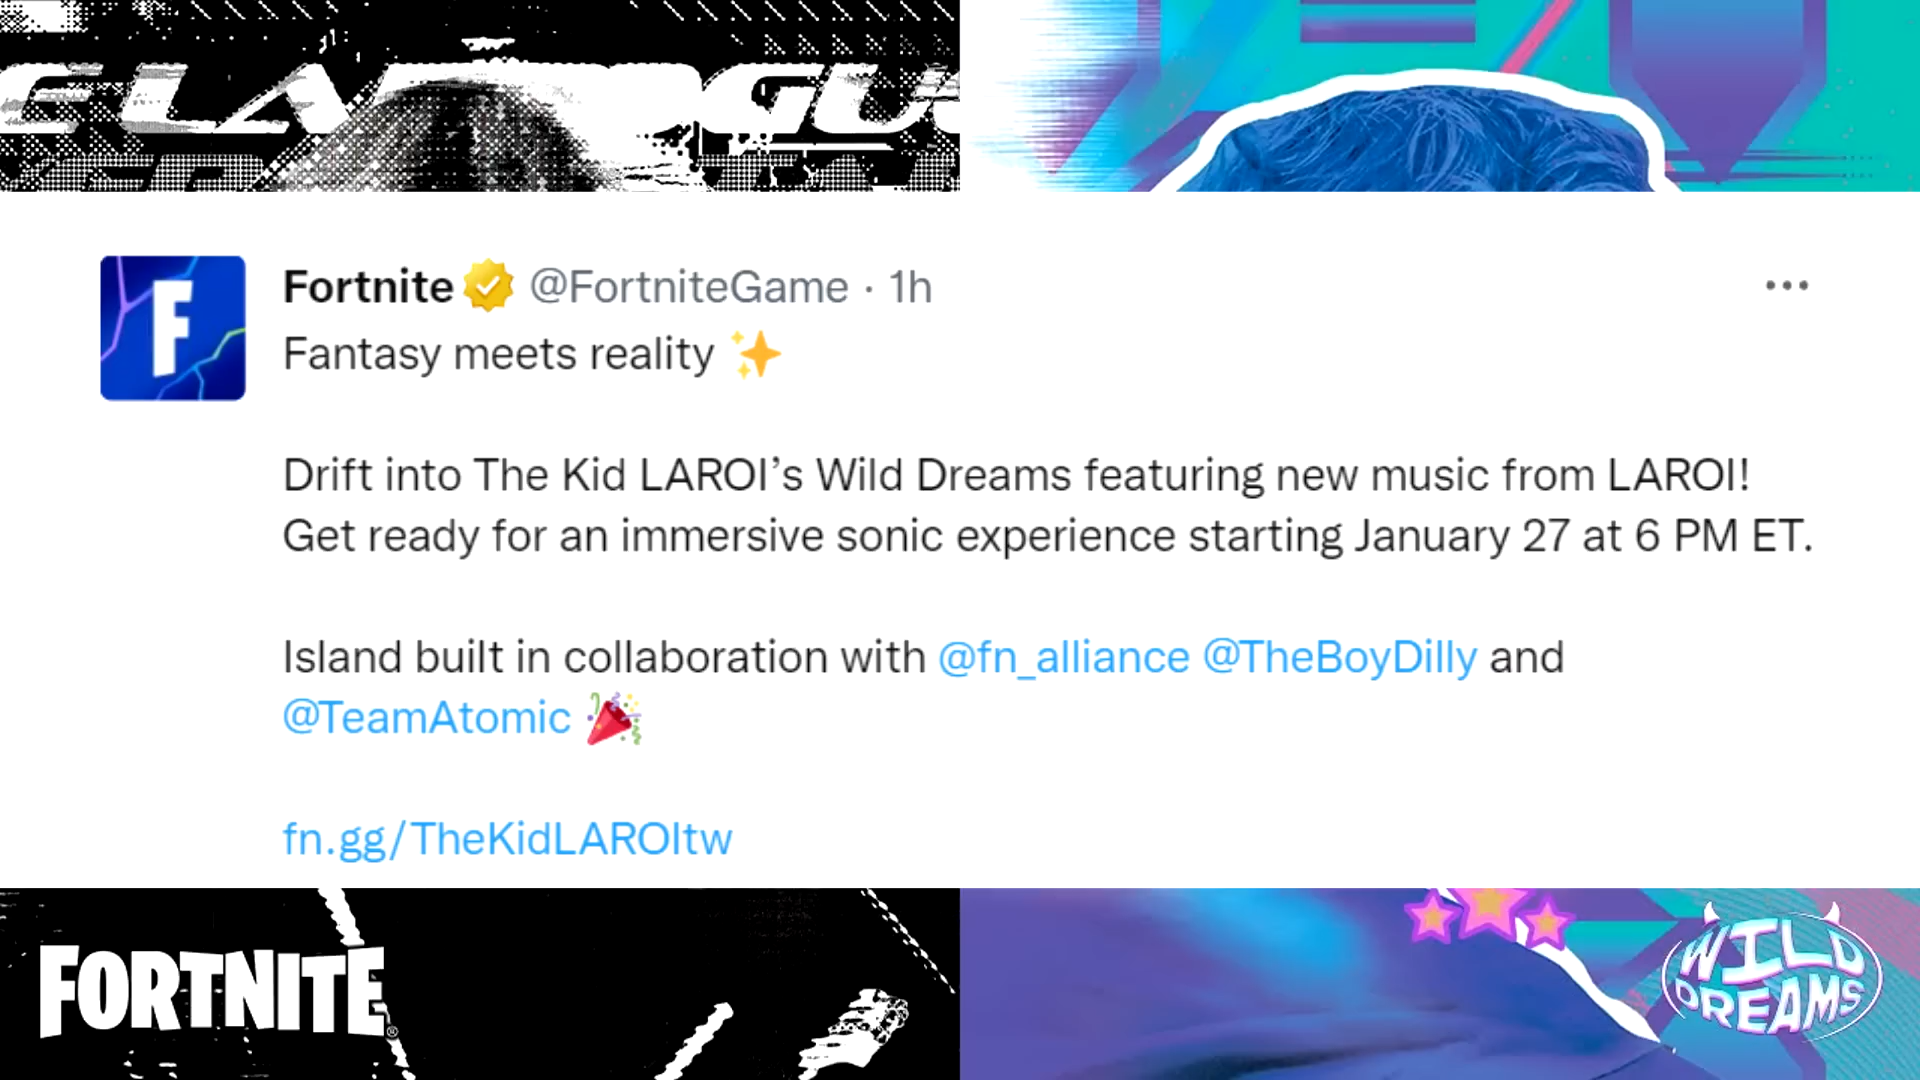 E LAR GU
Fortnite @FortniteGame · 1h
Fantasy meets reality ✨
Drift into The Kid LAROI’s Wild Dreams featuring new music from LAROI!
Get ready for an immersive sonic experience starting January 27 at 6 PM ET.
Island built in collaboration with @fn_alliance @TheBoyDilly and
@TeamAtomic 🎉
fn.gg/TheKidLAROItw
FORTNITE
WILD
DREAMS